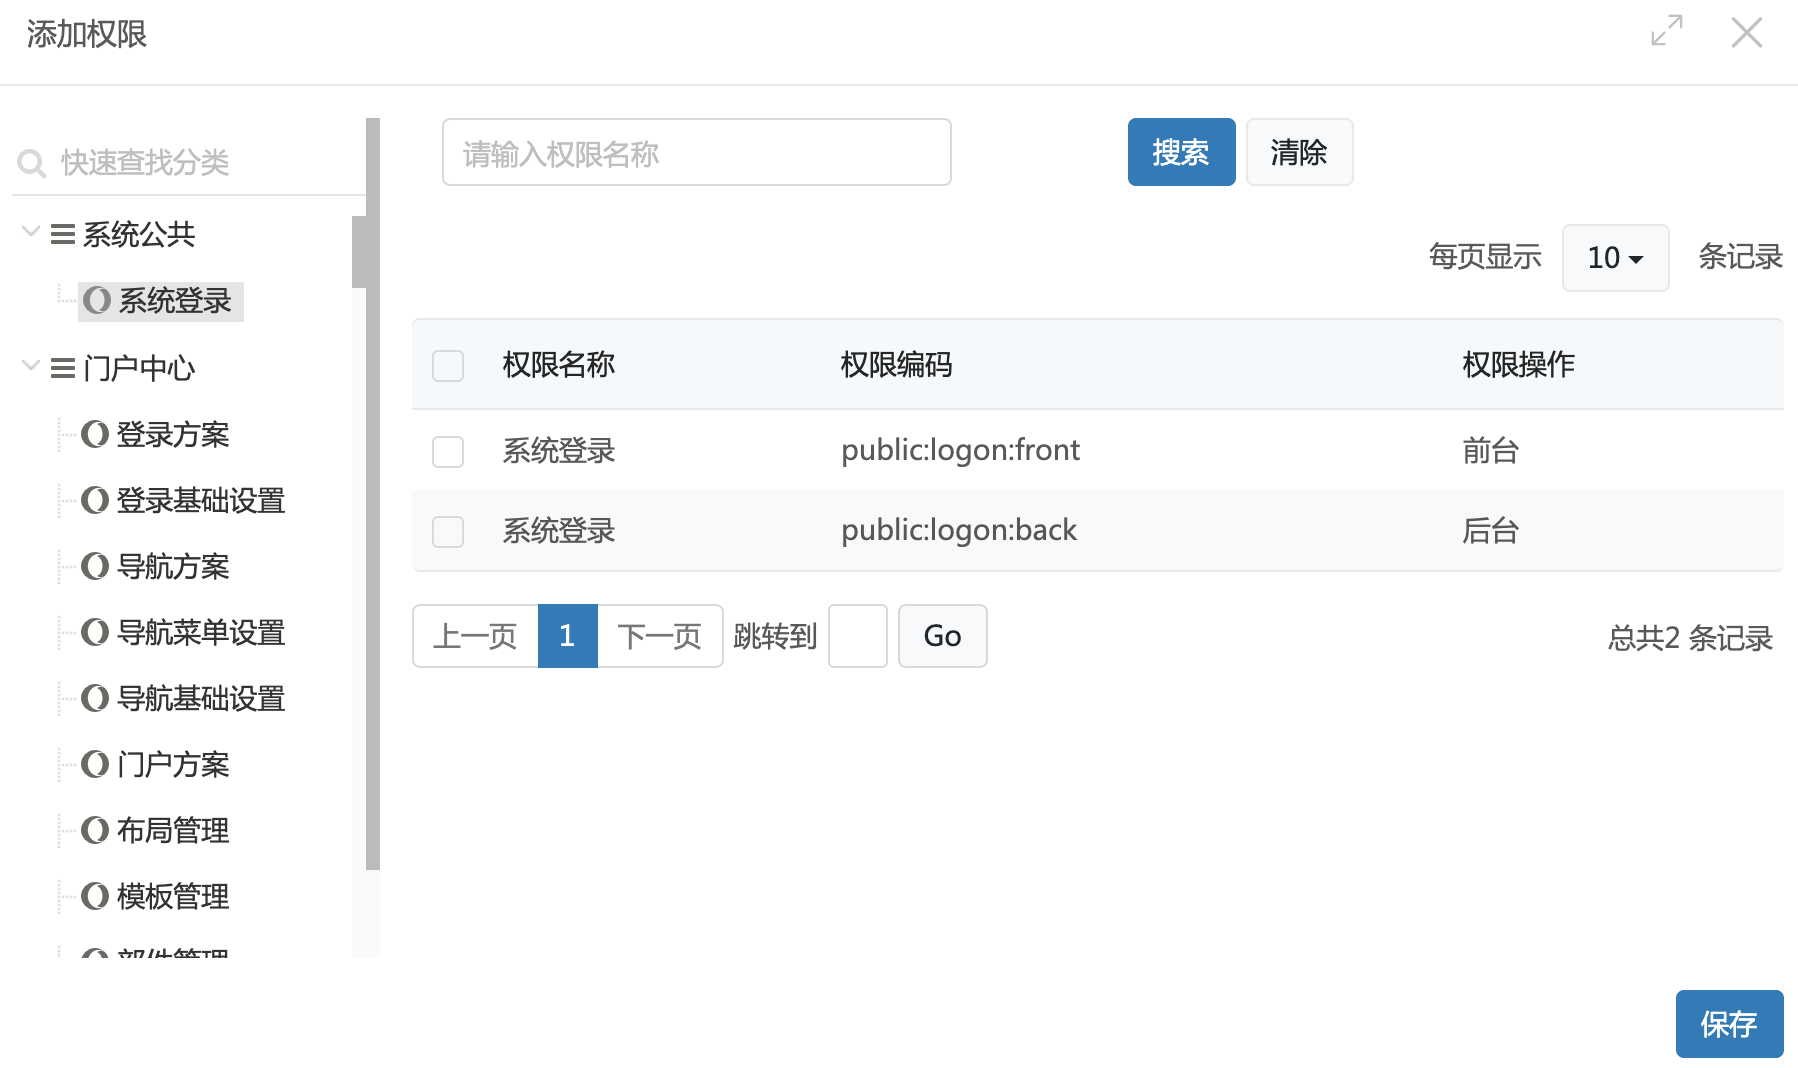 添加权限
快速查找分类
系统公共
系统登录
门户中心
登录方案
登录基础设置
导航方案
导航菜单设置
导航基础设置
门户方案
布局管理
模板管理
部件管理
请输入权限名称
搜索 清除
每页显示 10 条记录
权限名称 权限编码 权限操作
系统登录 public:logon:front 前台
系统登录 public:logon:back 后台
上一页 1 下一页 跳转到 Go 总共2 条记录
保存